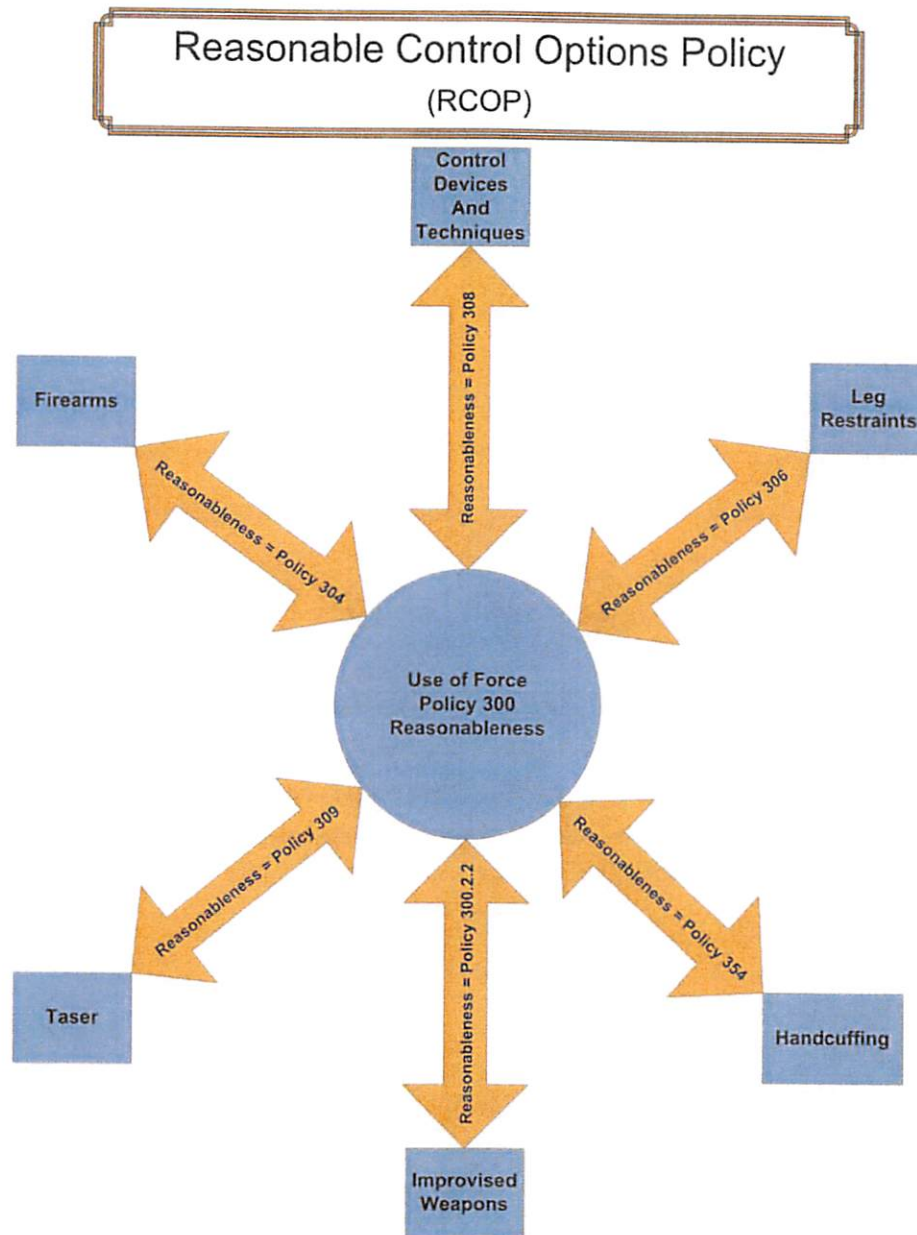 Reasonable Control Options Policy
(RCOP)
Control
Devices
And
Techniques
Reasonableness = Policy 308
Firearms
Reasonableness = Policy 304
Leg
Restraints
Reasonableness = Policy 306
Use of Force
Policy 300
Reasonableness
Reasonableness = Policy 309
Taser
Reasonableness = Policy 300.2.2
Reasonableness = Policy 354
Handcuffing
Improvised
Weapons